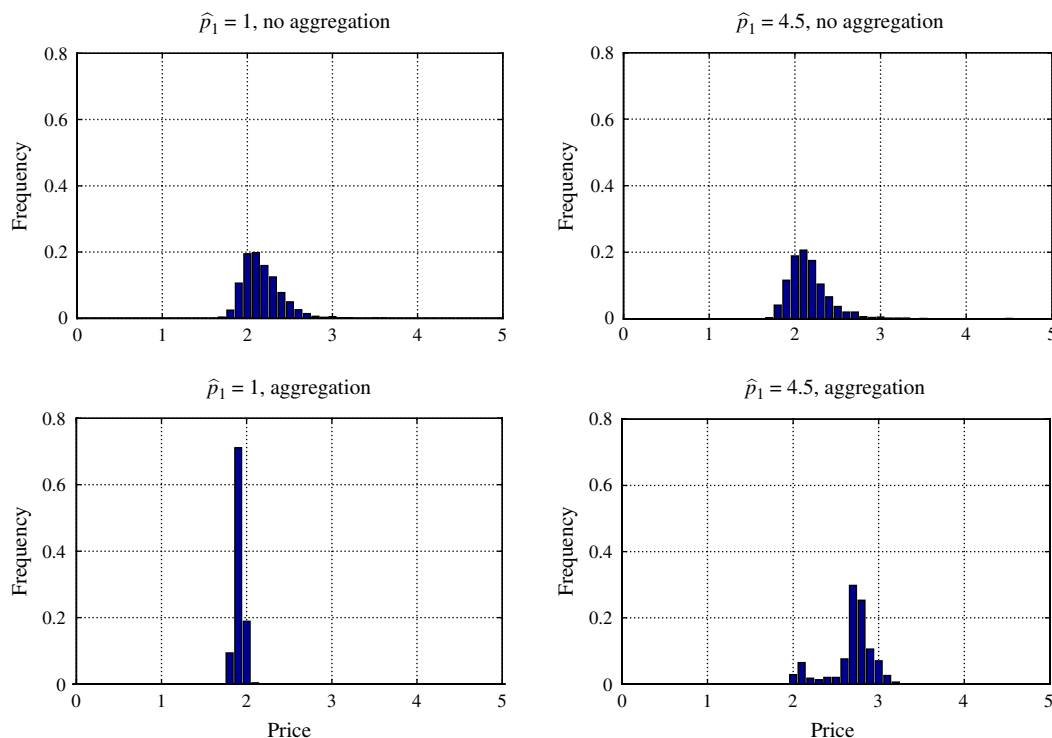 p̂₁ = 1, no aggregation
0.8
0.6
0.4
0.2
0
Frequency
0 1 2 3 4 5
p̂₁ = 4.5, no aggregation
0.8
0.6
0.4
0.2
0
Frequency
0 1 2 3 4 5
p̂₁ = 1, aggregation
0.8
0.6
0.4
0.2
0
Frequency
0 1 2 3 4 5
Price
p̂₁ = 4.5, aggregation
0.8
0.6
0.4
0.2
0
Frequency
0 1 2 3 4 5
Price